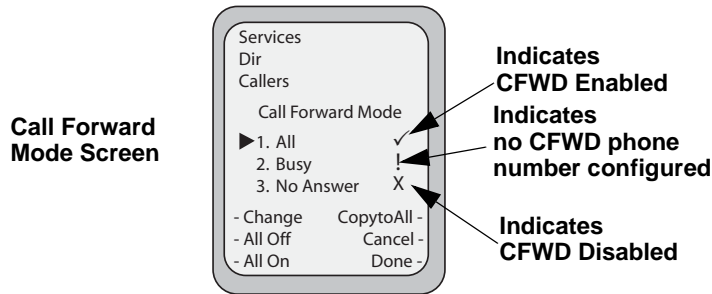 Call Forward
Mode Screen
Services
Dir
Callers
Call Forward Mode
1. All ✓
2. Busy !
3. No Answer X
- Change CopytoAll -
- All Off Cancel -
- All On Done -
Indicates
CFWD Enabled
Indicates
no CFWD phone
number configured
Indicates
CFWD Disabled